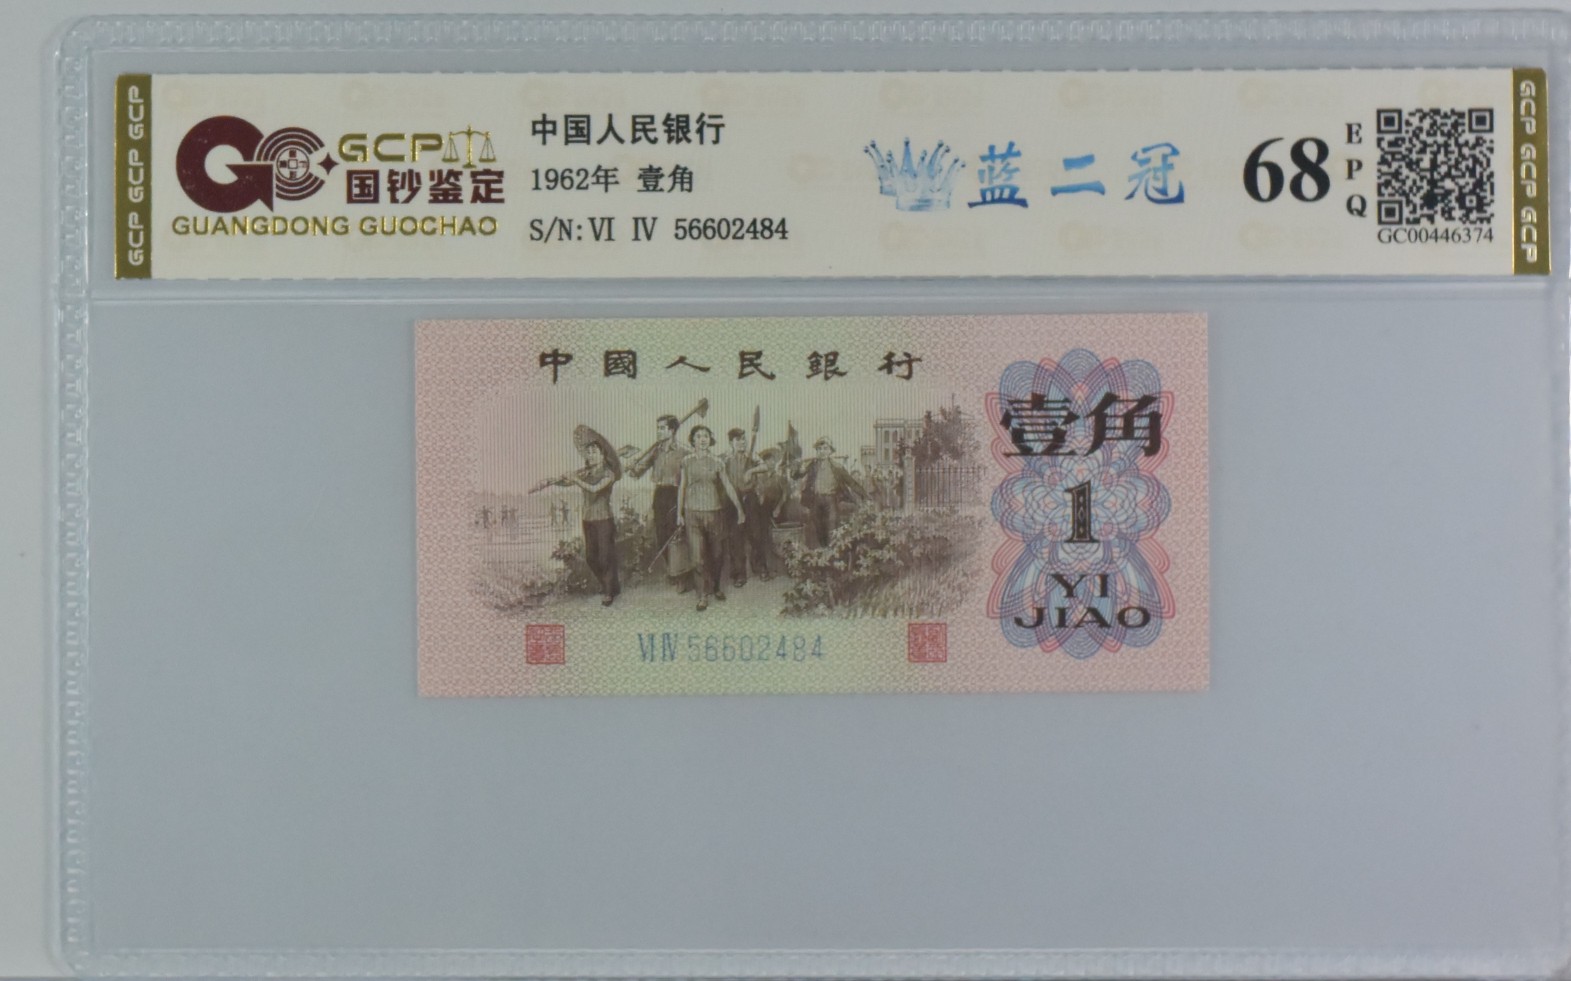 GCP GCP GCP
GCP
国钞鉴定
GUANGDONG GUOCHAO
中国人民银行
1962年 壹角
S/N: VI IV 56602484
蓝二冠
68
EPQ
GC00446374
GCP GCP GCP
中國人民銀行
壹角
1
YI
JIAO
VI IV 56602484